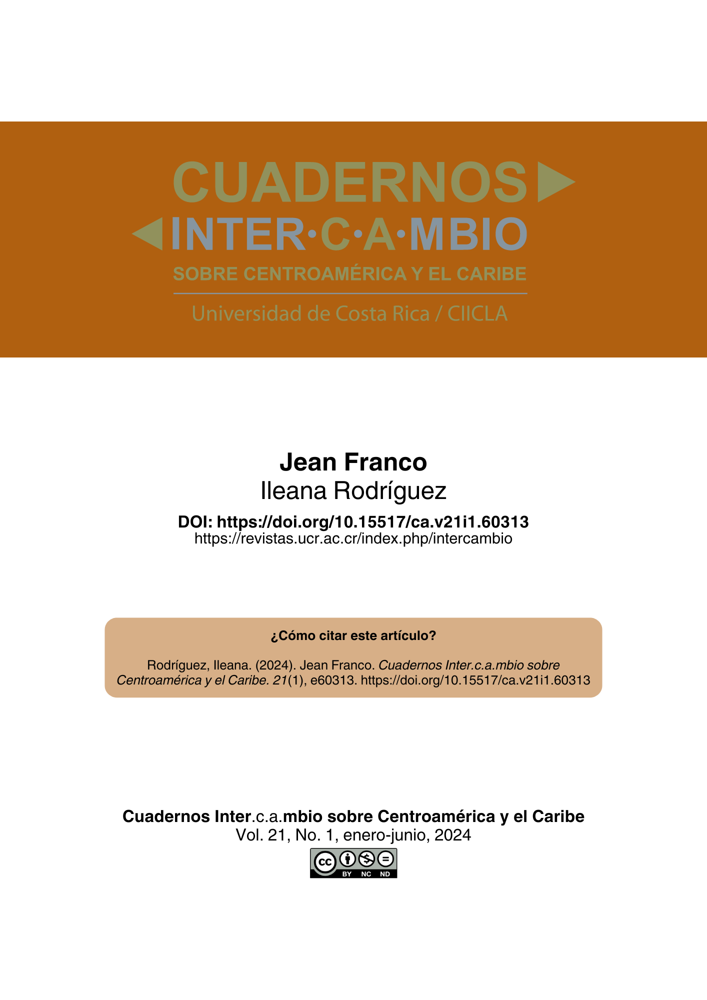 CUADERNOS
INTER·C·A·MBIO
SOBRE CENTROAMÉRICA Y EL CARIBE
Universidad de Costa Rica / CIICLA
Jean Franco
Ileana Rodríguez
DOI: https://doi.org/10.15517/ca.v21i1.60313
https://revistas.ucr.ac.cr/index.php/intercambio
¿Cómo citar este artículo?
Rodríguez, Ileana. (2024). Jean Franco. Cuadernos Inter.c.a.mbio sobre
Centroamérica y el Caribe. 21(1), e60313. https://doi.org/10.15517/ca.v21i1.60313
Cuadernos Inter.c.a.mbio sobre Centroamérica y el Caribe
Vol. 21, No. 1, enero-junio, 2024
cc
BY NC ND